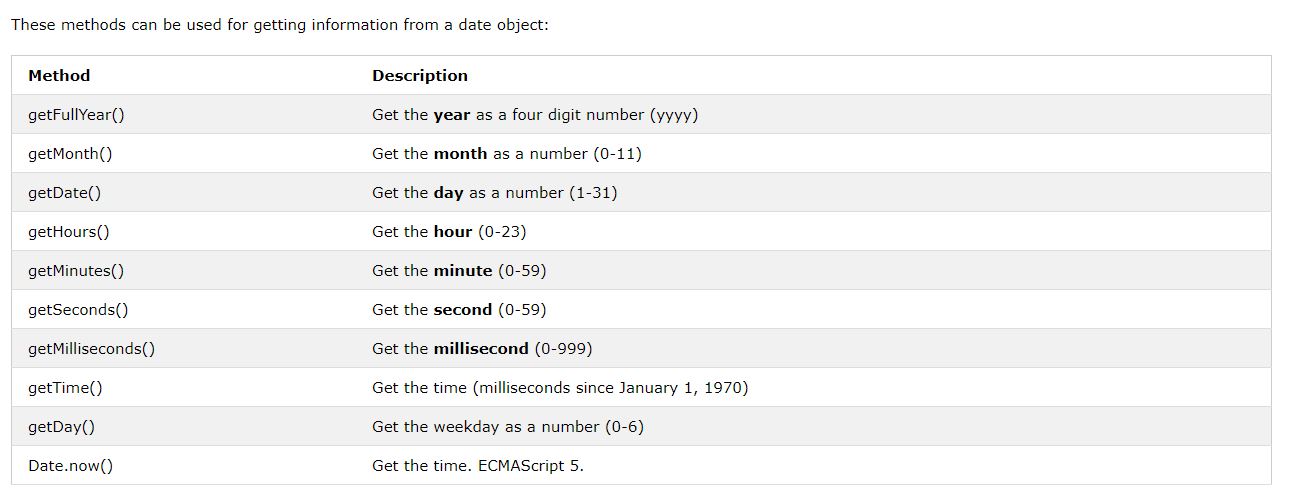 These methods can be used for getting information from a date object:
Method Description
getFullYear() Get the year as a four digit number (yyyy)
getMonth() Get the month as a number (0-11)
getDate() Get the day as a number (1-31)
getHours() Get the hour (0-23)
getMinutes() Get the minute (0-59)
getSeconds() Get the second (0-59)
getMilliseconds() Get the millisecond (0-999)
getTime() Get the time (milliseconds since January 1, 1970)
getDay() Get the weekday as a number (0-6)
Date.now() Get the time. ECMAScript 5.